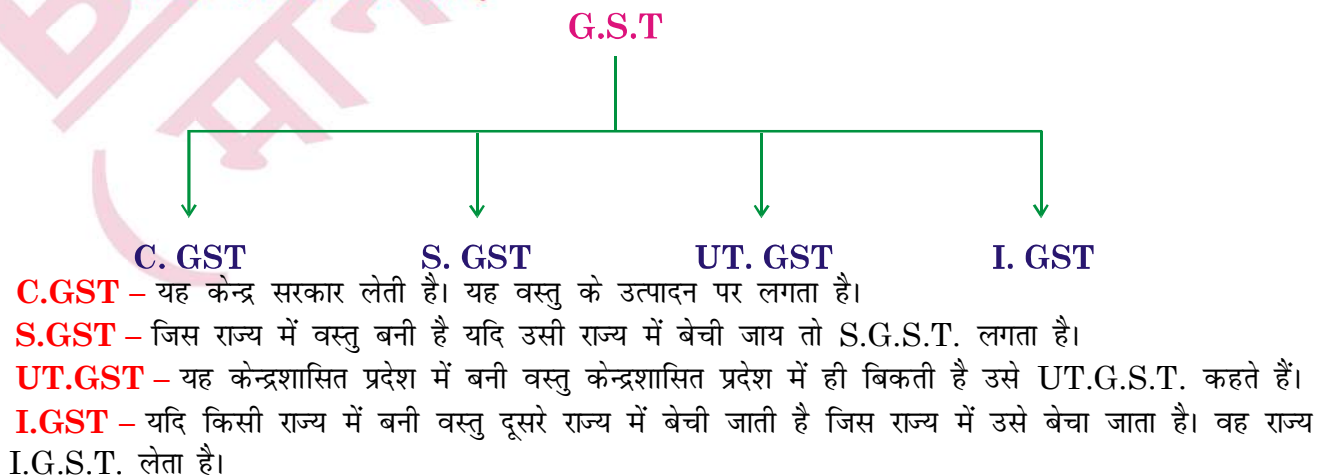 G.S.T
C. GST S. GST UT. GST I. GST
C.GST – यह केन्द्र सरकार लेती है। यह वस्तु के उत्पादन पर लगता है।
S.GST – जिस राज्य में वस्तु बनी है यदि उसी राज्य में बेची जाय तो S.G.S.T. लगता है।
UT.GST – यह केन्द्रशासित प्रदेश में बनी वस्तु केन्द्रशासित प्रदेश में ही बिकती है उसे UT.G.S.T. कहते हैं।
I.GST – यदि किसी राज्य में बनी वस्तु दूसरे राज्य में बेची जाती है जिस राज्य में उसे बेचा जाता है। वह राज्य
I.G.S.T. लेता है।